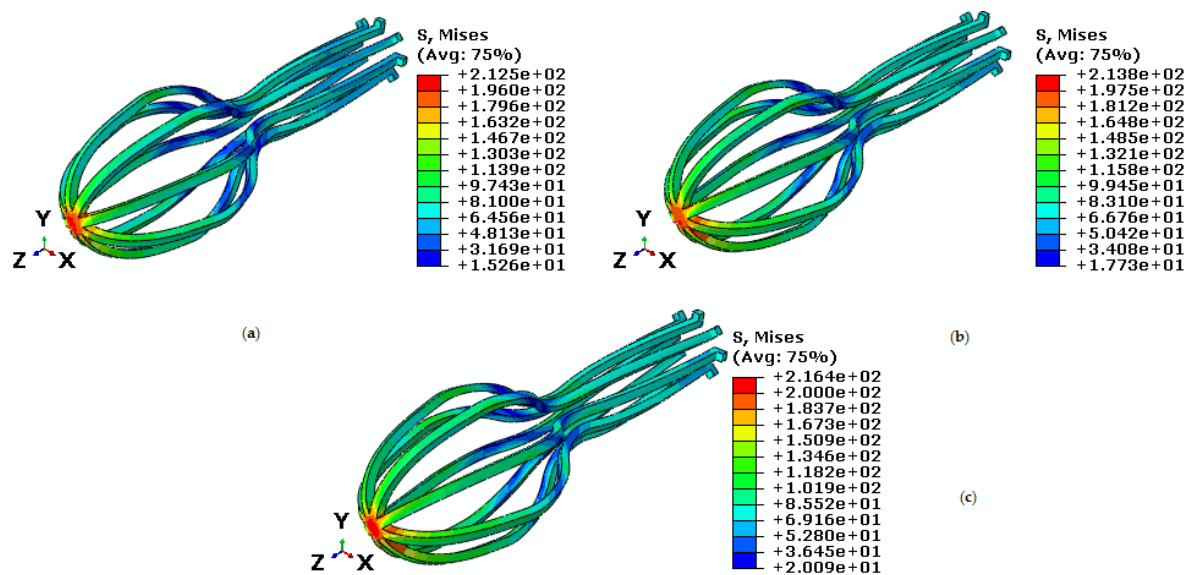 S, Mises
(Avg: 75%)
+2.125e+02
+1.960e+02
+1.796e+02
+1.632e+02
+1.467e+02
+1.303e+02
+1.139e+02
+9.743e+01
+8.100e+01
+6.456e+01
+4.813e+01
+3.169e+01
+1.526e+01
Y
Z
X
(a)
S, Mises
(Avg: 75%)
+2.138e+02
+1.975e+02
+1.812e+02
+1.648e+02
+1.485e+02
+1.321e+02
+1.158e+02
+9.945e+01
+8.310e+01
+6.676e+01
+5.042e+01
+3.408e+01
+1.773e+01
Y
Z
X
(b)
S, Mises
(Avg: 75%)
+2.164e+02
+2.000e+02
+1.837e+02
+1.673e+02
+1.509e+02
+1.346e+02
+1.182e+02
+1.019e+02
+8.552e+01
+6.916e+01
+5.280e+01
+3.645e+01
+2.009e+01
Y
Z
X
(c)